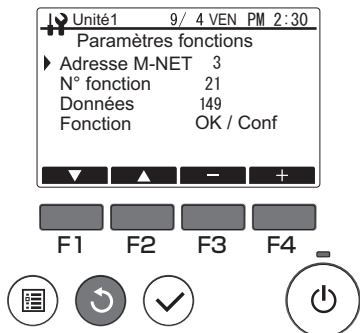 Unité1 9/ 4 VEN PM 2:30
Paramètres fonctions
Adresse M-NET 3
N° fonction 21
Données 149
Fonction OK / Conf
F1 F2 F3 F4